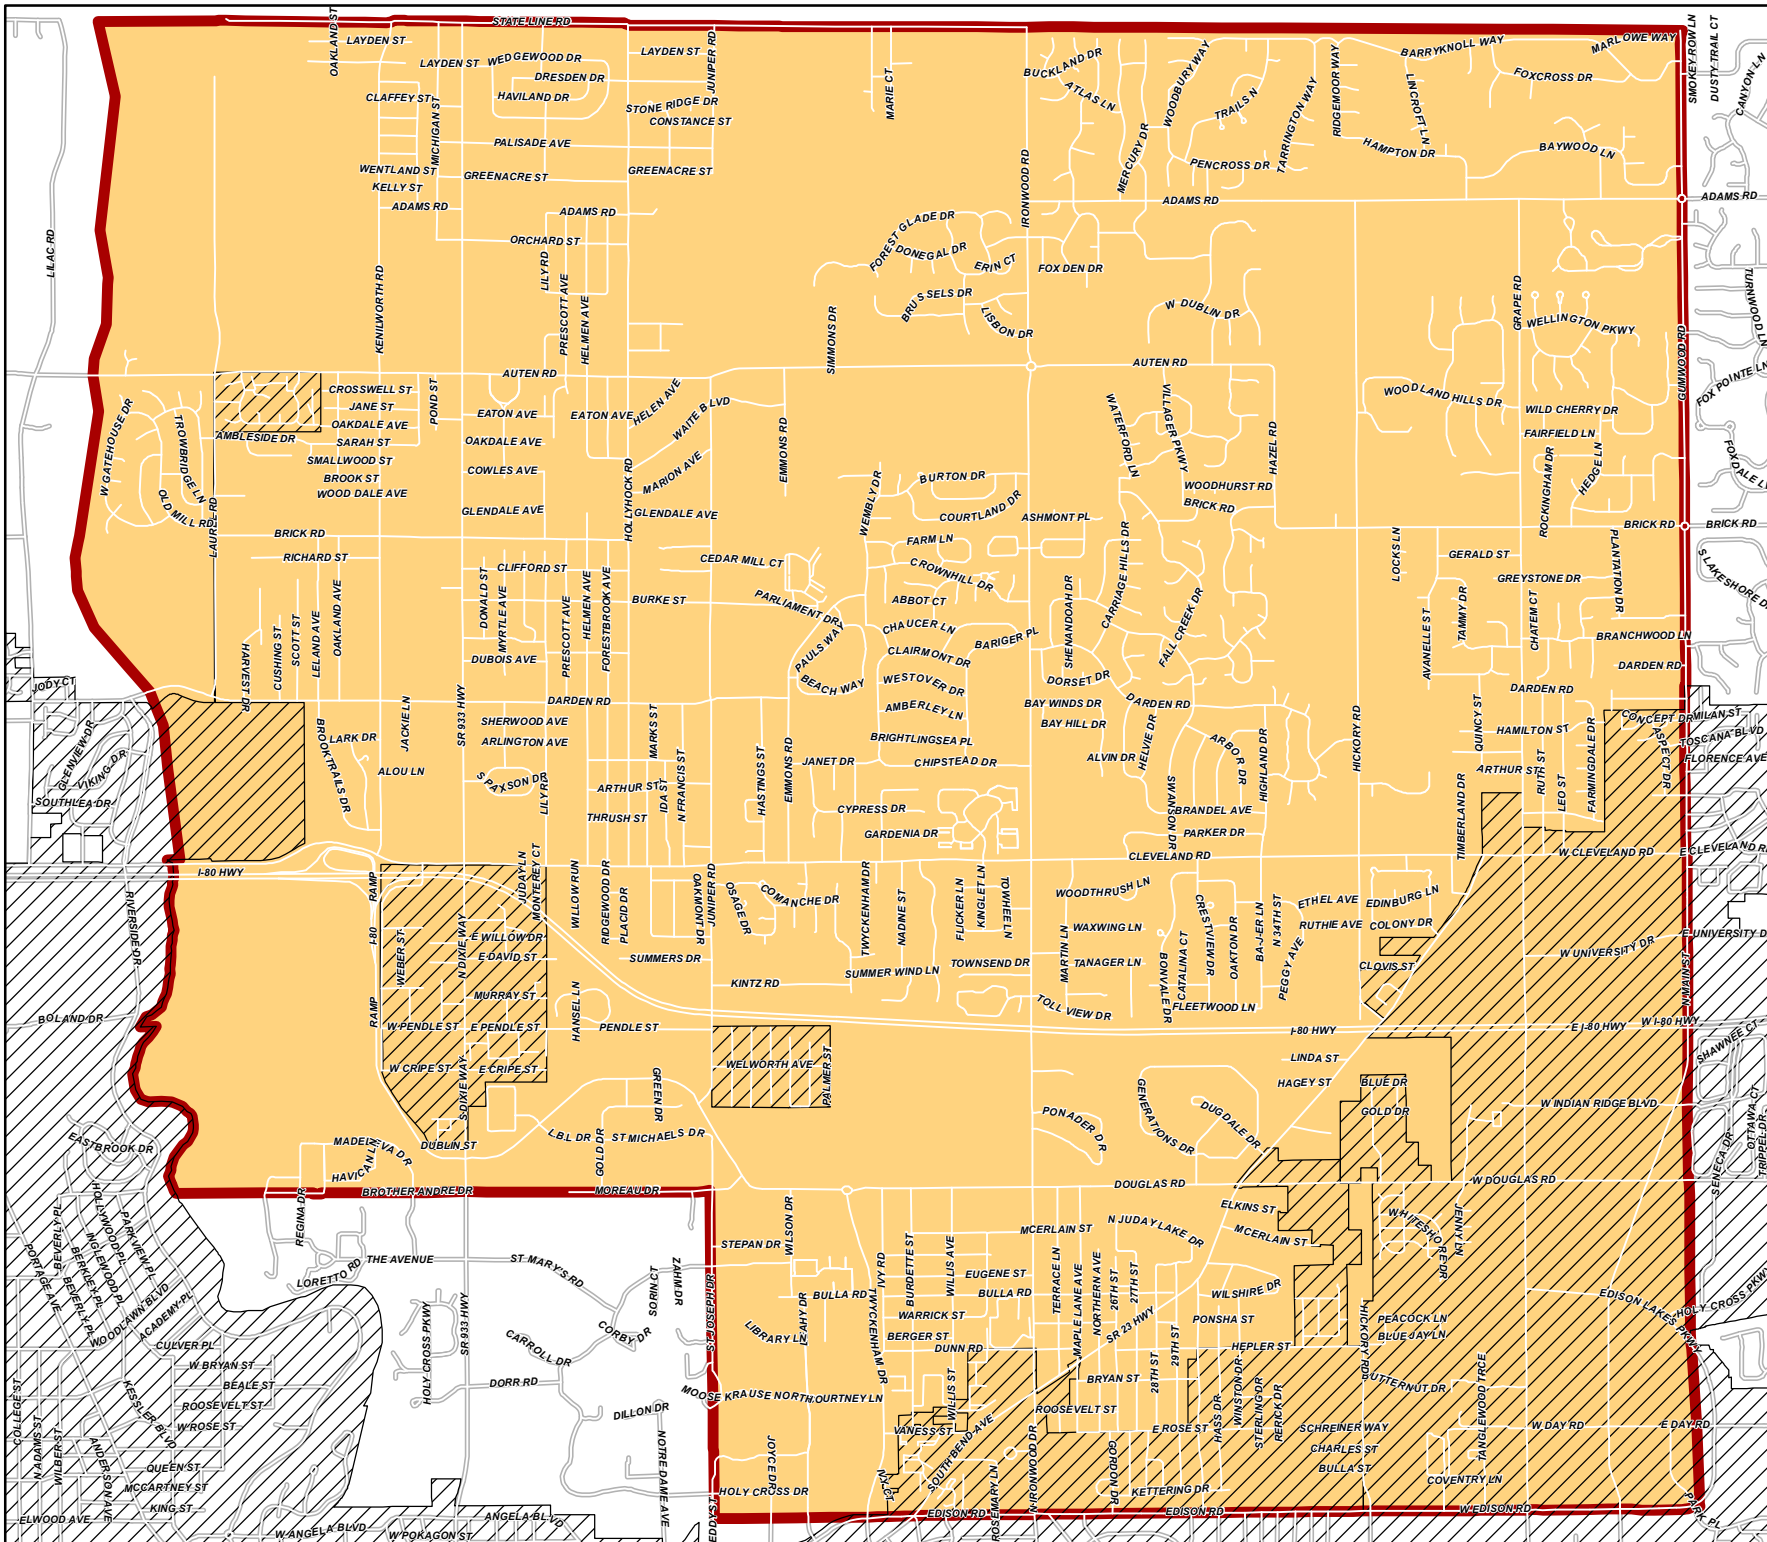 STATE LINE RD
OAKLAND ST
LAYDEN ST
LAYDEN ST
WEDGEWOOD DR
DRESDEN DR
LAYDEN ST
JUNIPER RD
CLAFFEY ST
HAVILAND DR
STONE RIDGE DR
CONSTANCE ST
MICHIGAN ST
PALISADE AVE
WENTLAND ST
KELLY ST
GREENACRE ST
GREENACRE ST
ADAMS RD
ADAMS RD
ORCHARD ST
MARIE CT
BUCKLAND DR
ATLAS LN
WOODBURY WAY
MERCURY DR
TRAILS N
TARRINGTON WAY
RIDGEMOOR WAY
BARRYKNOLL WAY
MARLOWE WAY
FOXCROSS DR
LINCROFT LN
HAMPTON DR
BAYWOOD LN
PENCROSS DR
ADAMS RD
ADAMS RD
SMOKEY ROW LN
DUSTY TRAIL CT
CANYON LN
LILAC RD
KENILWORTH RD
LILY RD
PRESCOTT AVE
HELMEN AVE
IRONWOOD RD
FOREST GLADE DR
DONEGAL DR
ERIN CT
FOX DEN DR
BRUSSELS DR
LISBON DR
SIMMONS DR
W DUBLIN DR
GRAPE RD
WELLINGTON PKWY
GUMWOOD RD
TURNWOOD LN
FOX POINTE LN
AUTEN RD
AUTEN RD
CROSSWELL ST
JANE ST
OAKDALE AVE
SARAH ST
SMALLWOOD ST
BROOK ST
WOOD DALE AVE
POND ST
EATON AVE
EATON AVE
OAKDALE AVE
COWLES AVE
GLENDALE AVE
GLENDALE AVE
HELEN AVE
WAITE BLVD
MARION AVE
HOLLYHOCK RD
EMMONS RD
W GATEHOUSE DR
TROWBRIDGE LN
OLD MILL RD
AMBLESIDE DR
LAUREL RD
WEMBLY DR
BURTON DR
COURTLAND DR
ASHMONT PL
WATERFORD LN
VILLAGER PKWY
WOODHURST RD
BRICK RD
HAZEL RD
WOODLAND HILLS DR
WILD CHERRY DR
FAIRFIELD LN
ROCKINGHAM DR
HEDGE LN
BRICK RD
BRICK RD
BRICK RD
RICHARD ST
CLIFFORD ST
CEDAR MILL CT
BURKE ST
PARLIAMENT DR
FARM LN
CROWNHILL DR
ABBOT CT
CHAUCER LN
BARIGER PL
CLAIRMONT DR
WESTOVER DR
AMBERLEY LN
BRIGHTLINGSEA PL
CHIPSTEAD DR
PAULS WAY
BEACH WAY
SHENANDOAH DR
CARRIAGE HILLS DR
FALL CREEK DR
DORSET DR
BAY WINDS DR
BAY HILL DR
DARDEN RD
ALVIN DR
HELVIE DR
ARBOR DR
LOCKS LN
GERALD ST
GREYSTONE DR
TAMMY DR
CHATEM CT
PLANTATION DR
AVANELLE ST
BRANCHWOOD LN
DARDEN RD
DARDEN RD
S LAKESHORE DR
DONALD ST
MYRTLE AVE
DUBOIS AVE
PRESCOTT AVE
HELMEN AVE
FORESTBROOK AVE
HARVEST DR
CUSHING ST
SCOTT ST
LELAND AVE
OAKLAND AVE
JODY CT
GLENVIEW DR
VIKING DR
SOUTHLEA DR
DARDEN RD
SHERWOOD AVE
ARLINGTON AVE
LARK DR
BROOKTRAILS DR
JACKIE LN
ALOU LN
SR 933 HWY
S PAXSON DR
LILY RD
ARTHUR ST
THRUSH ST
MARKS ST
IDA ST
N FRANCIS ST
HASTINGS ST
EMMONS RD
JANET DR
CYPRESS DR
GARDENIA DR
SWANSON DR
BRANDEL AVE
PARKER DR
HIGHLAND DR
HICKORY RD
QUINCY ST
HAMILTON ST
ARTHUR ST
RUTH ST
LEO ST
FARMINGDALE DR
TIMBERLAND DR
CONCEPT DR
MILAN ST
TOSCANA BLVD
FLORENCE AVE
ASPECT DR
CLEVELAND RD
W CLEVELAND RD
E CLEVELAND RD
I-80 HWY
RIVERSIDE DR
RAMP
I-80
RAMP
JUDAY LN
MONTEREY CT
WILLOW RUN
RIDGEWOOD DR
PLACID DR
OAKMONT DR
JUNIPER RD
OSAGE DR
COMANCHE DR
TWYCKENHAM DR
NADINE ST
FLICKER LN
KINGLET LN
TOWHEE LN
WOODTHRUSH LN
WAXWING LN
TANAGER LN
MARTIN LN
BONVALE DR
CATALINA CT
CRESTVIEW DR
OAKTON DR
BAJER LN
N 34TH ST
PEGGY AVE
ETHEL AVE
RUTHIE AVE
EDINBURG LN
COLONY DR
CLOVIS ST
W UNIVERSITY DR
E UNIVERSITY D
N MAIN ST
WEBER ST
N DIXIE WAY
E WILLOW DR
E DAVID ST
MURRAY ST
W PENDLE ST
E PENDLE ST
PENDLE ST
HANSEL LN
SUMMERS DR
KINTZ RD
SUMMER WIND LN
TOWNSEND DR
TOLL VIEW DR
FLEETWOOD LN
I-80 HWY
E I-80 HWY
W I-80 HWY
SHAWNEE CT
BOLAND DR
W CRIPE ST
E CRIPE ST
S DIXIE WAY
DUBLIN ST
GREEN DR
WELWORTH AVE
PALMER ST
L.B.L DR
GOLD DR
ST MICHAELS DR
PONADER DR
GENERATIONS DR
DUGDALE DR
LINDA ST
HAGEY ST
BLUE DR
GOLD DR
W INDIAN RIDGE BLVD
OTTAWA CT
TRIPPEL DR
SENECA DR
EASTBROOK DR
MADELEVA DR
HAVICAN LN
BROTHER ANDRE DR
MOREAU DR
DOUGLAS RD
W DOUGLAS RD
REGINA DR
THE AVENUE
LORETTO RD
ST MARY'S RD
HOLLYWOOD PL
PARKVIEW PL
BEVERLY PL
INGLEWOOD PL
BERKLEY PL
BEVERLY PL
PORTAGE AVE
WOODLAWN BLVD
ACADEMY PL
CULVER PL
W BRYAN ST
BEALE ST
ROOSEVELT ST
W ROSE ST
KESSLER BLVD
COLLEGE ST
N ADAMS ST
WILBER ST
ANDERSON AVE
QUEEN ST
MCCARTNEY ST
KING ST
ELWOOD AVE
W ANGELA BLVD
W POKAGON ST
ANGELA BLVD
HOLY CROSS PKWY
SR 933 HWY
CARROLL DR
CORBY DR
DORR RD
DILLON DR
SORIN CT
ZAHM DR
NOTRE DAME AVE
ST JOSEPH DR
EDDY ST
STEPAN DR
WILSON DR
BULLA RD
LIBRARY LN
LEAHY DR
MOOSE KRAUSE NORTH
COURTNEY LN
JOYCE DR
HOLY CROSS DR
IVY RD
TWYCKENHAM DR
BURDETTE ST
WILLIS AVE
EUGENE ST
BULLA RD
WARRICK ST
BERGER ST
DUNN RD
WILLIS ST
VANESS ST
IVY CT
SOUTH BEND AVE
ROSEMARY LN
N IRONWOOD DR
MCERLAIN ST
N JUDAY LAKE DR
ELKINS ST
MCERLAIN ST
TERRACE LN
MAPLE LANE AVE
NORTHERN AVE
26TH ST
27TH ST
SR 23 HWY
WILSHIRE DR
PONSHA ST
HEPLER ST
BRYAN ST
28TH ST
29TH ST
ROOSEVELT ST
E ROSE ST
HASS DR
WINSTON DR
STERLING DR
RERICK DR
GORDON DR
KETTERING DR
EDISON RD
EDISON RD
W EDISON RD
HICKORY RD
PEACOCK LN
BLUE JAY LN
BUTTERNUT DR
SCHREINER WAY
CHARLES ST
BULLA ST
COVENTRY LN
TANGLEWOOD TRCE
W WHITESHORE DR
JENNY LN
W DAY RD
E DAY RD
EDISON LAKES PKWY
HOLY CROSS PKWY
PARK PL